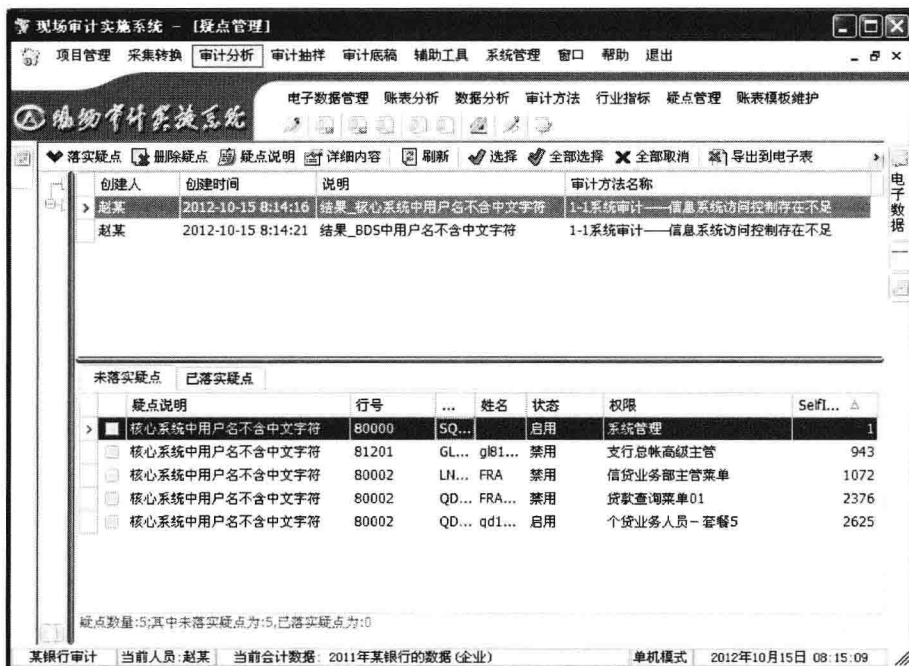 现场审计实施系统 - [疑点管理]
项目管理 采集转换 审计分析 审计抽样 审计底稿 辅助工具 系统管理 窗口 帮助 退出
电子数据管理 账表分析 数据分析 审计方法 行业指标 疑点管理 账表模板维护
现场审计实施系统
落实疑点 删除疑点 疑点说明 详细内容 刷新 选择 全部选择 全部取消 导出到电子表
电子数据
创建人 创建时间 说明 审计方法名称
赵某 2012-10-15 8:14:16 结果_核心系统中用户名不含中文字符 1-1系统审计——信息系统访问控制存在不足
赵某 2012-10-15 8:14:21 结果_BDS中用户名不含中文字符 1-1系统审计——信息系统访问控制存在不足
未落实疑点 已落实疑点
疑点说明 行号 ... 姓名 状态 权限 SelfI...
核心系统中用户名不含中文字符 80000 SQ... 启用 系统管理 1
核心系统中用户名不含中文字符 81201 GL... gl81... 禁用 支行总帐高级主管 943
核心系统中用户名不含中文字符 80002 LN... FRA 禁用 信贷业务部主管菜单 1072
核心系统中用户名不含中文字符 80002 QD... FRA... 禁用 贷款查询菜单01 2376
核心系统中用户名不含中文字符 80002 QD... qd1... 启用 个贷业务人员-套餐5 2625
疑点数量:5;其中未落实疑点为:5,已落实疑点为:0
某银行审计 当前人员:赵某 当前会计数据: 2011年某银行的数据(企业) 单机模式 2012年10月15日 08:15:09